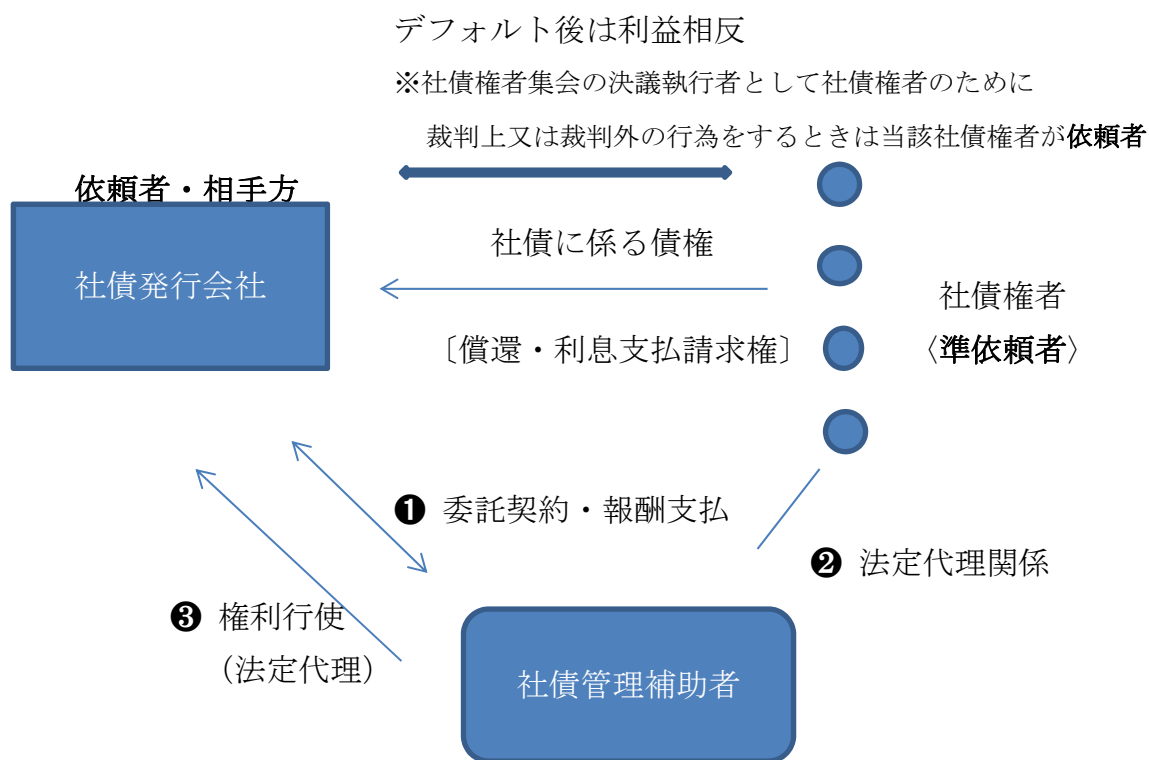 デフォルト後は利益相反
※社債権者集会の決議執行者として社債権者のために
裁判上又は裁判外の行為をするときは当該社債権者が依頼者
依頼者・相手方
社債発行会社
社債に係る債権
〔償還・利息支払請求権〕
社債権者
〈準依頼者〉
❶ 委託契約・報酬支払
❷ 法定代理関係
❸ 権利行使
(法定代理)
社債管理補助者